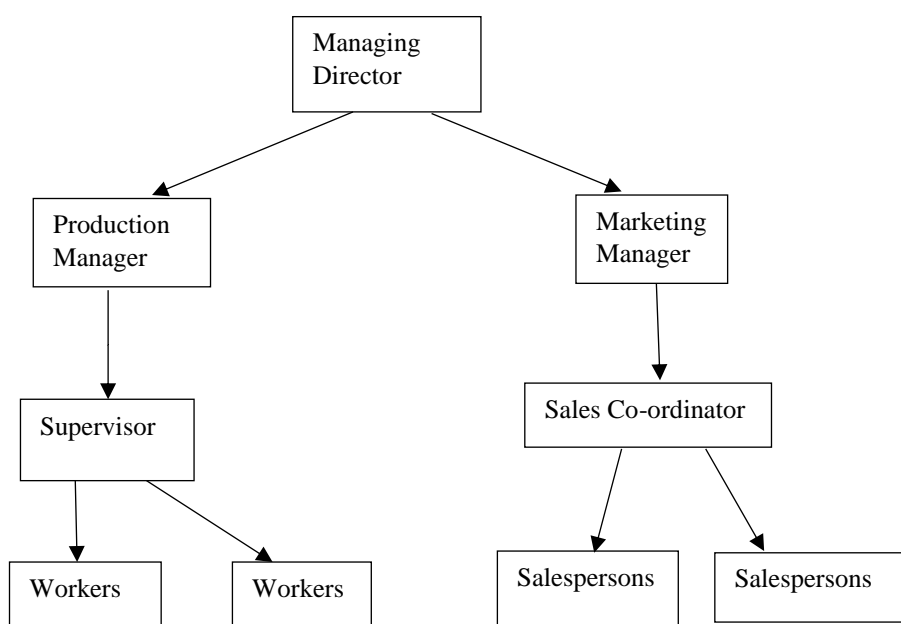 Managing
Director
Production
Manager
Marketing
Manager
Supervisor
Sales Co-ordinator
Workers
Workers
Salespersons
Salespersons